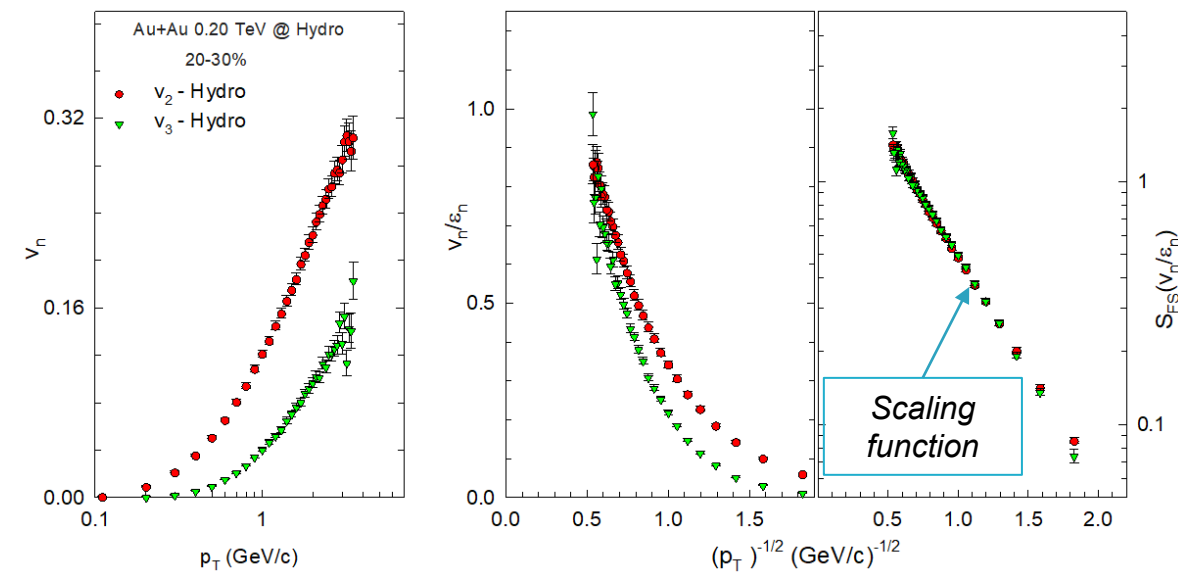 Au+Au 0.20 TeV @ Hydro
20-30%
v₂ - Hydro
v₃ - Hydro
vₙ
0.32
0.16
0.00
0.1
1
p_T (GeV/c)
vₙ/εₙ
1.0
0.5
0.0
0.0
0.5
1.0
1.5
0.5
1.0
1.5
2.0
(p_T )^-1/2 (GeV/c)^-1/2
Scaling
function
1
0.1
S_FS(vₙ/εₙ)